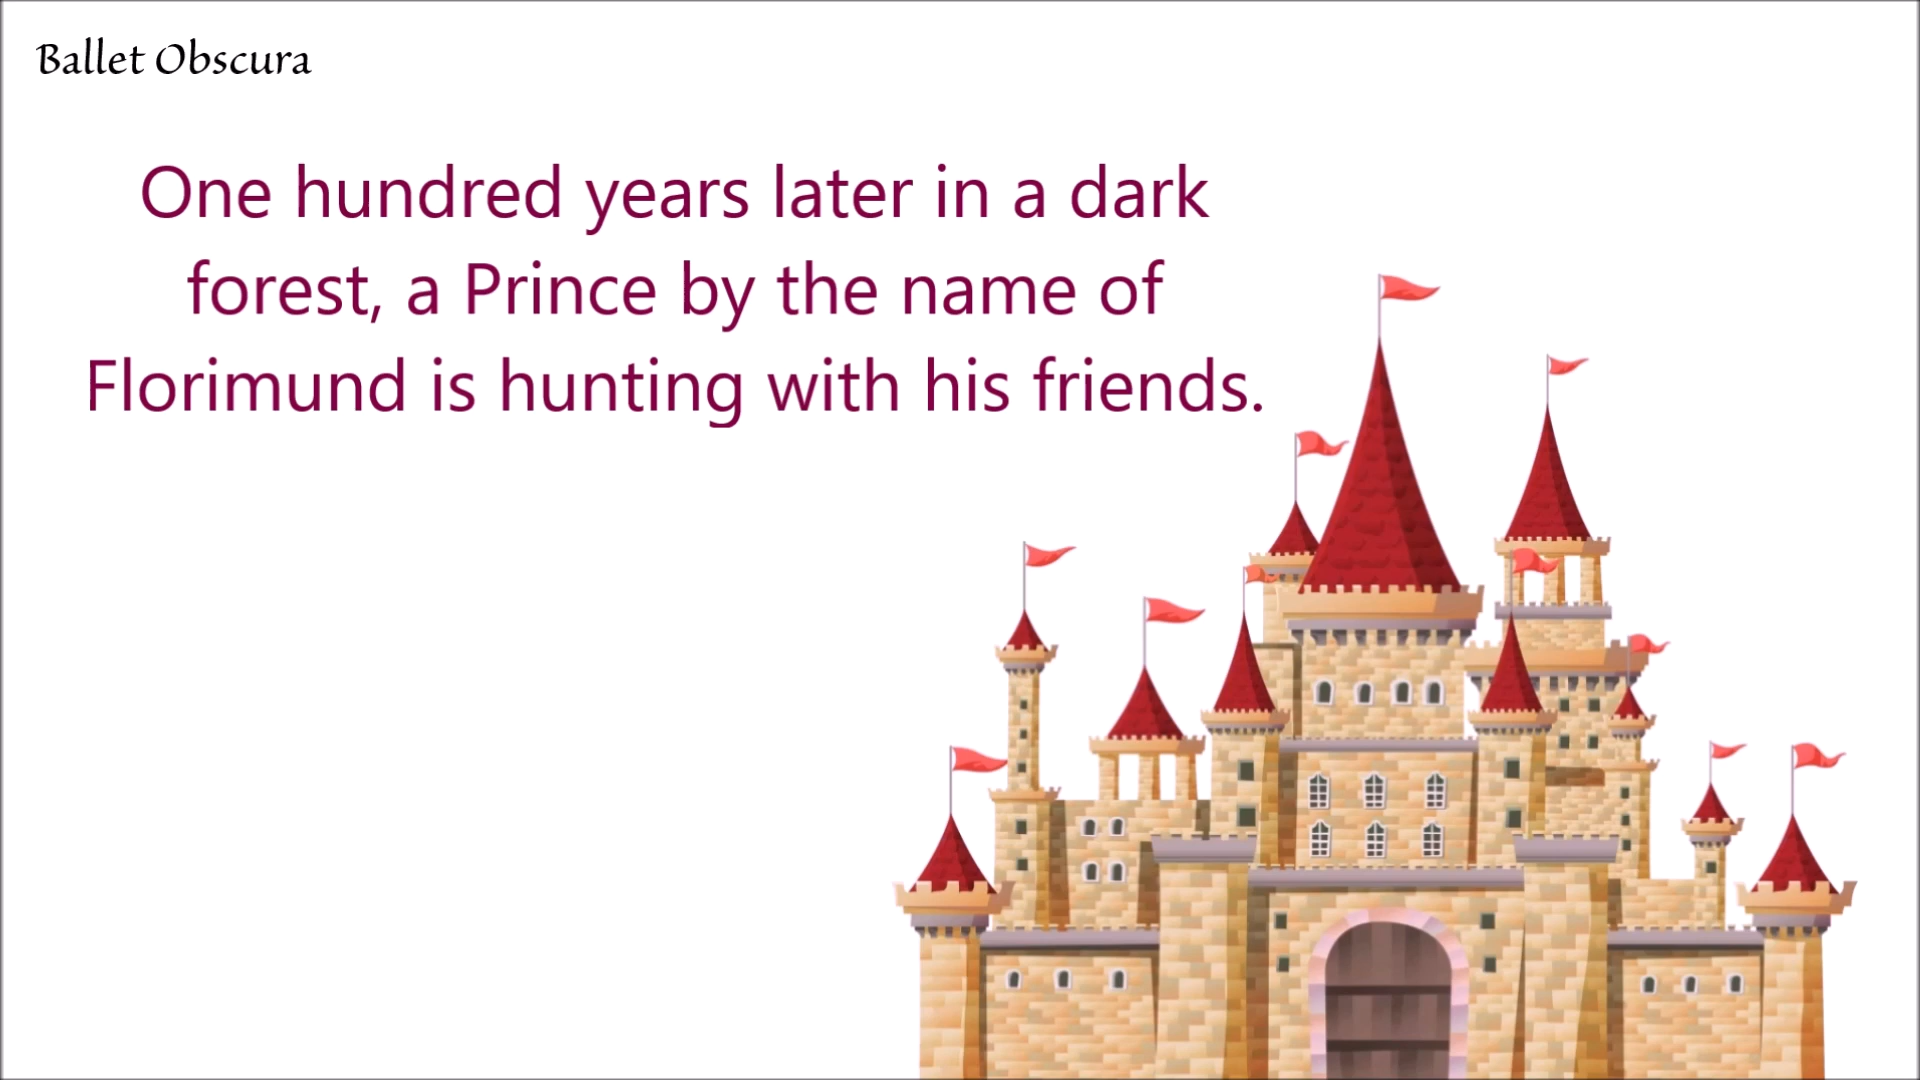 Ballet Obscura
One hundred years later in a dark
forest, a Prince by the name of
Florimund is hunting with his friends.